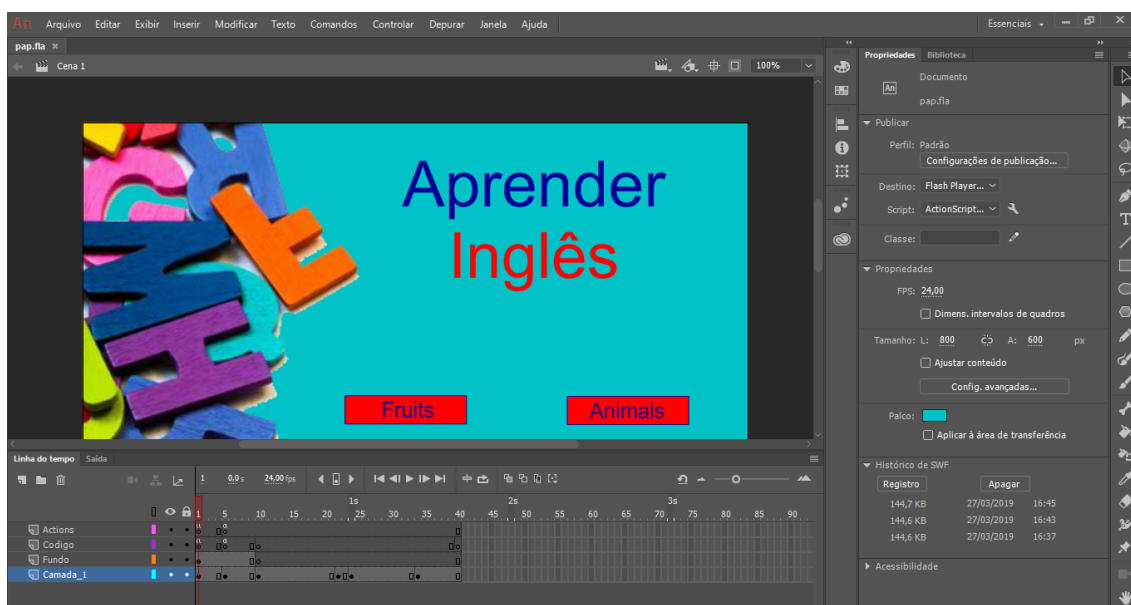 An Arquivo Editar Exibir Inserir Modificar Texto Comandos Controlar Depurar Janela Ajuda Essenciais
pap.fla ×
Cena 1 100%
Aprender
Inglês
Fruits Animals
Propriedades Biblioteca
Documento
An
pap.fla
Publicar
Perfil: Padrão
Configurações de publicação...
Destino: Flash Player...
Script: ActionScript...
Classe:
Propriedades
FPS: 24,00
Dimens. intervalos de quadros
Tamanho: L: 800 A: 600 px
Ajustar conteúdo
Config. avançadas...
Palco:
Aplicar à área de transferência
Histórico de SWF
Registro Apagar
144,7 KB 27/03/2019 16:45
144,6 KB 27/03/2019 16:43
144,6 KB 27/03/2019 16:37
Acessibilidade
Linha do tempo Saída
1 0,0 s 24,00 fps
1s 2s 3s
1 5 10 15 20 25 30 35 40 45 50 55 60 65 70 75 80 85 90
Actions
Codigo
Fundo
Camada_1